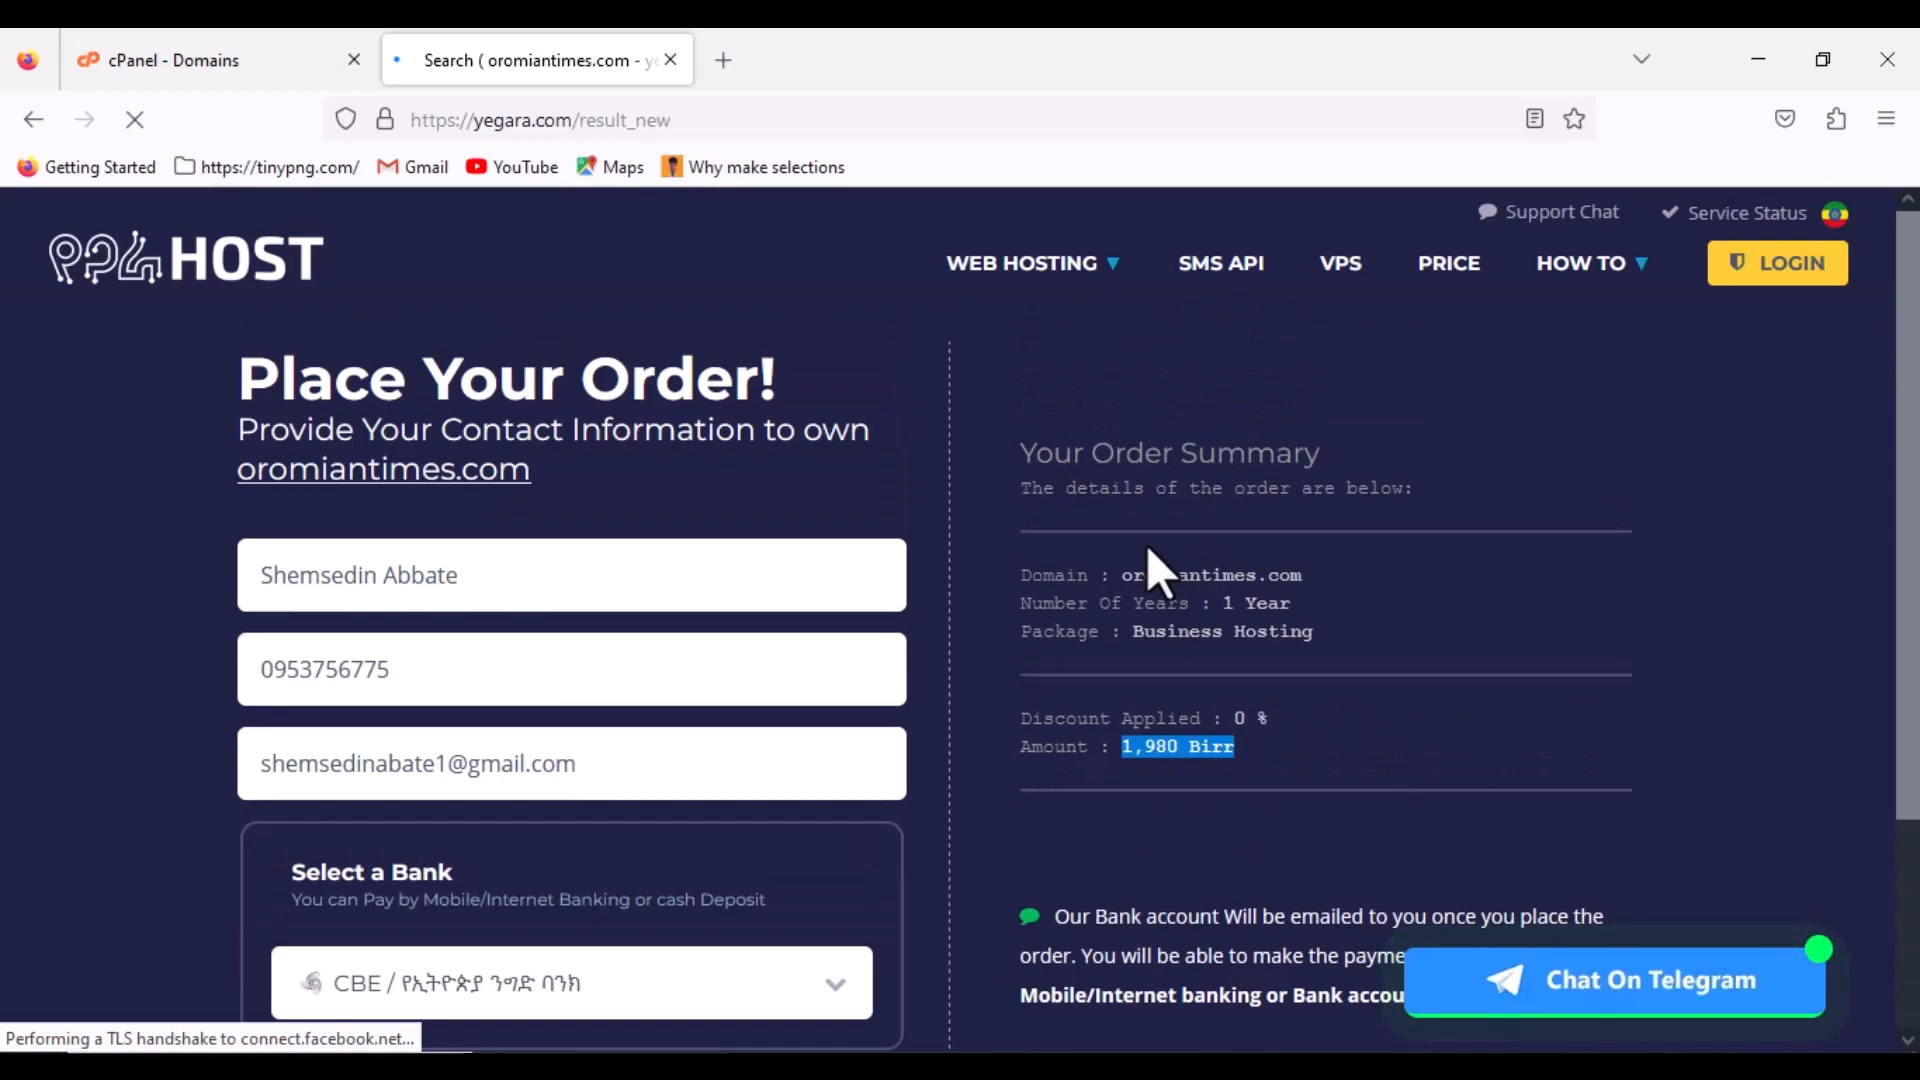 cPanel - Domains
Search ( oromiantimes.com - ye
https://yegara.com/result_new
Getting Started
https://tinypng.com/
Gmail
YouTube
Maps
Why make selections
Support Chat
Service Status
የጋራ HOST
WEB HOSTING
SMS API
VPS
PRICE
HOW TO
LOGIN
Place Your Order!
Provide Your Contact Information to own
oromiantimes.com
Shemsedin Abbate
0953756775
shemsedinabate1@gmail.com
Select a Bank
You can Pay by Mobile/Internet Banking or cash Deposit
CBE / የኢትዮጵያ ንግድ ባንክ
Your Order Summary
The details of the order are below:
Domain : oromiantimes.com
Number Of Years : 1 Year
Package : Business Hosting
Discount Applied : 0 %
Amount : 1,980 Birr
Our Bank account Will be emailed to you once you place the
order. You will be able to make the payme
Mobile/Internet banking or Bank accou
Chat On Telegram
Performing a TLS handshake to connect.facebook.net...